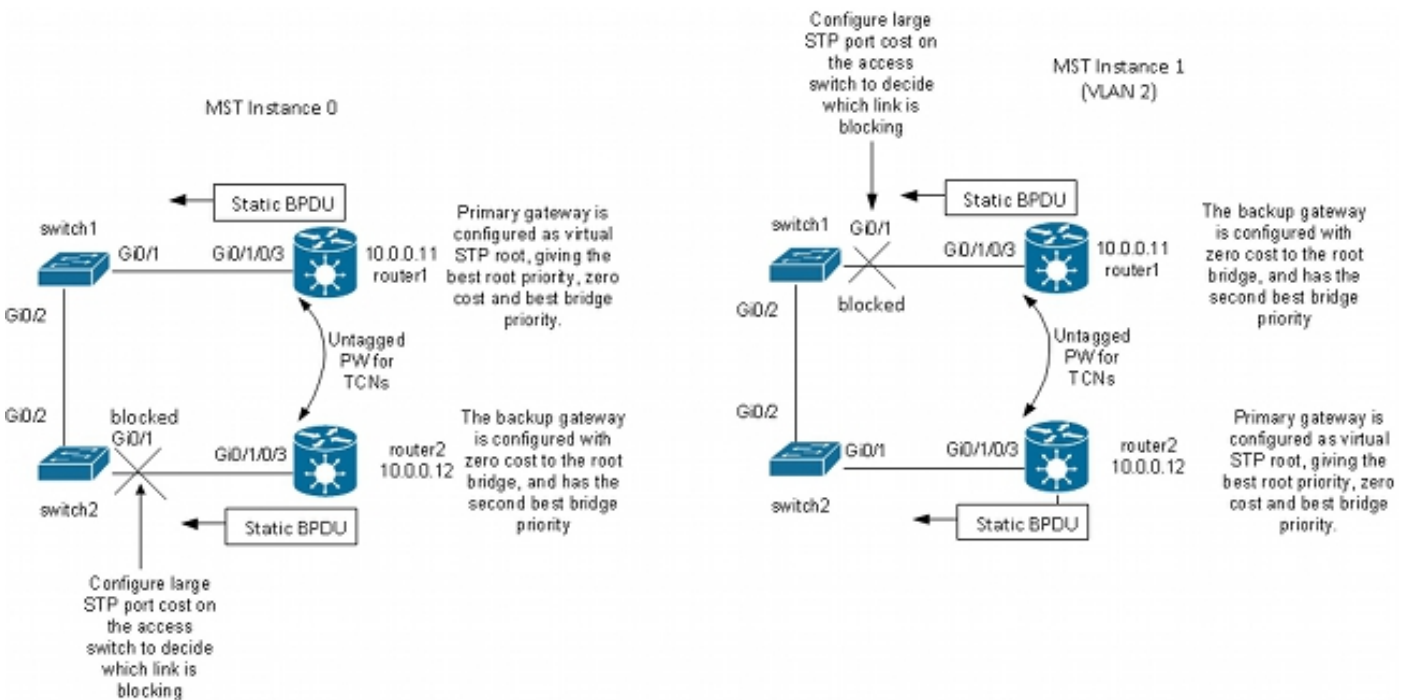 MST Instance 0
Static BPDU
switch1
Gi0/1
Gi0/1/0/3
10.0.0.11
router1
Primary gateway is
configured as virtual
STP root, giving the
best root priority, zero
cost and best bridge
priority.
Gi0/2
Untagged
PW for
TCNs
Gi0/2
blocked
Gi0/1
Gi0/1/0/3
router2
10.0.0.12
The backup gateway
is configured with
zero cost to the root
bridge, and has the
second best bridge
priority
switch2
Static BPDU
Configure large
STP port cost on
the access
switch to decide
which link is
blocking
Configure large
STP port cost on
the access
switch to decide
which link is
blocking
MST Instance 1
(VLAN 2)
Static BPDU
switch1
Gi0/1
Gi0/1/0/3
10.0.0.11
router1
The backup gateway
is configured with
zero cost to the root
bridge, and has the
second best bridge
priority
blocked
Gi0/2
Untagged
PW for
TCNs
Gi0/2
Gi0/1
Gi0/1/0/3
router2
10.0.0.12
Primary gateway is
configured as virtual
STP root, giving the
best root priority, zero
cost and best bridge
priority.
switch2
Static BPDU